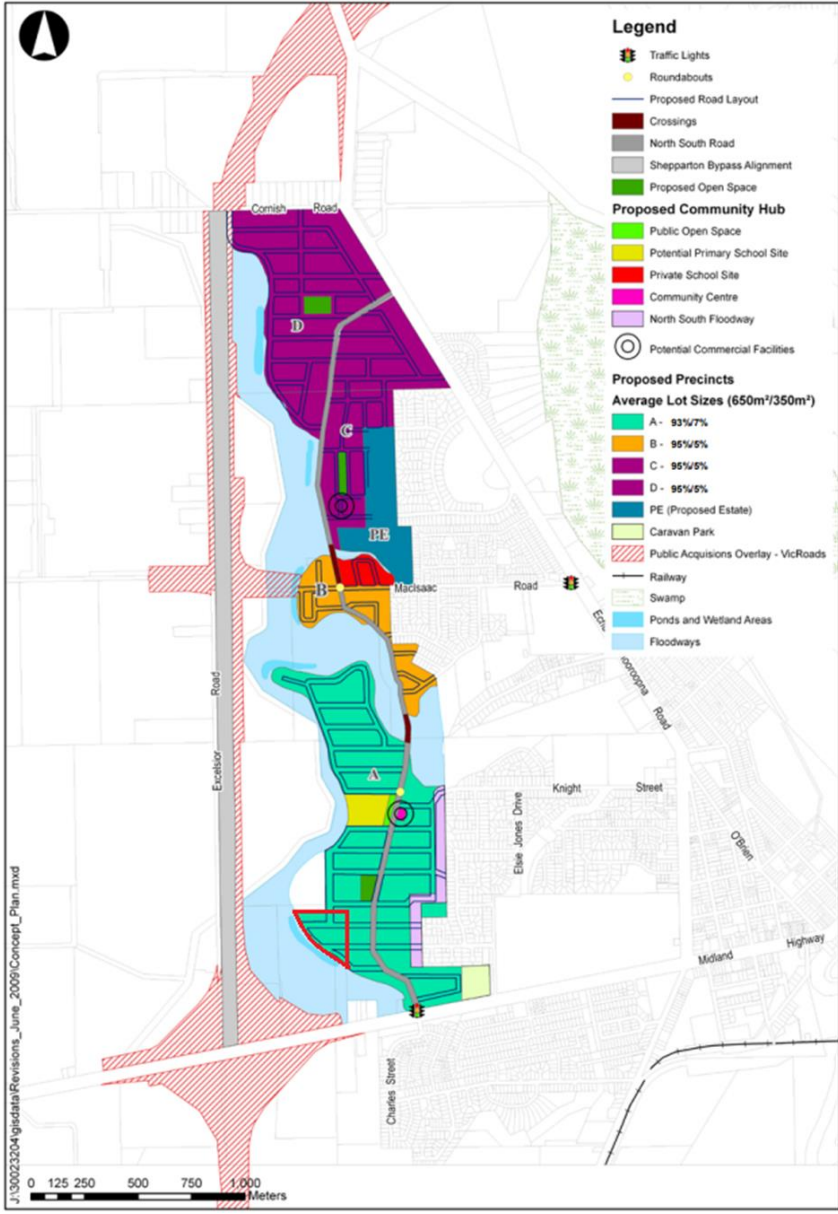 Legend
Traffic Lights
Roundabouts
Proposed Road Layout
Crossings
North South Road
Shepparton Bypass Alignment
Proposed Open Space
Proposed Community Hub
Public Open Space
Potential Primary School Site
Private School Site
Community Centre
North South Floodway
Potential Commercial Facilities
Proposed Precincts
Average Lot Sizes (650m²/350m²)
A - 93%/7%
B - 95%/5%
C - 95%/5%
D - 95%/5%
PE (Proposed Estate)
Caravan Park
Public Acquisions Overlay - VicRoads
Railway
Swamp
Ponds and Wetland Areas
Floodways
Cornish Road
D
C
PE
B
MacIsaac Road
Road
Excelsior Road
A
Knight Street
Elsie Jones Drive
O'Brien
Midland Highway
Charles Street
J:\30023204\gisdata\Revisions_June_2009\Concept_Plan.mxd
0 125 250 500 750 1,000
Meters